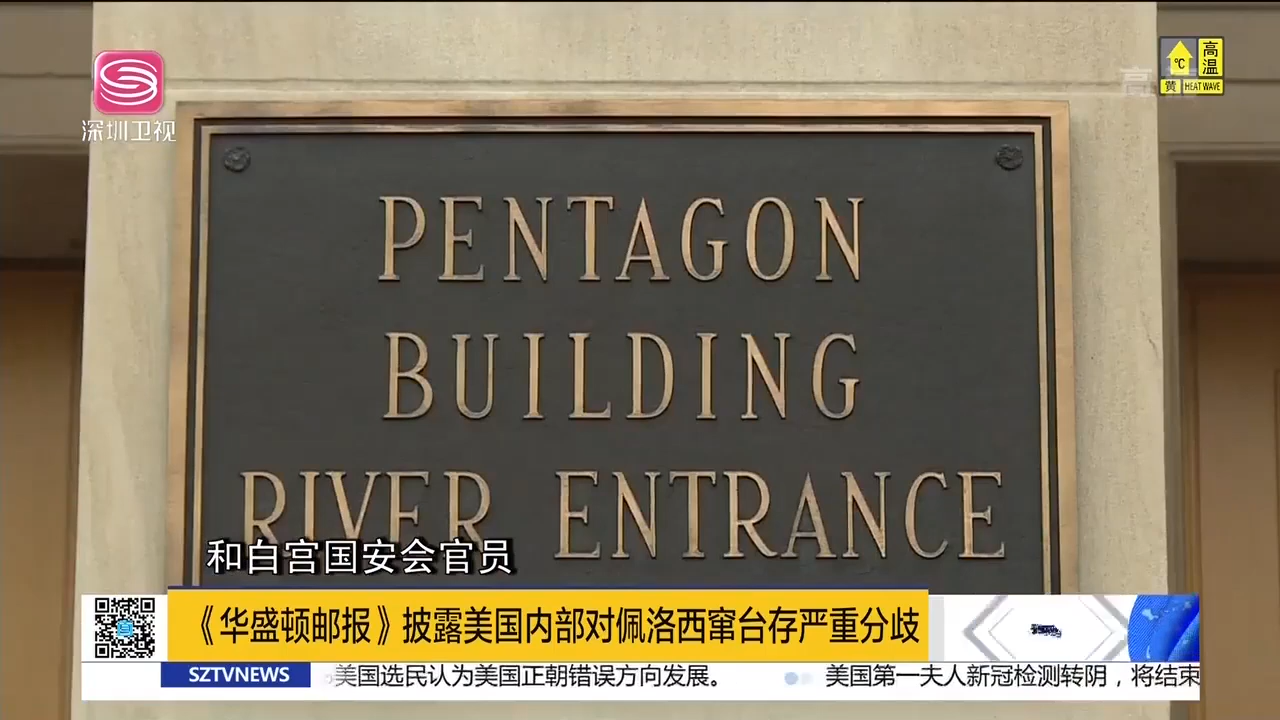 深圳卫视
高温
℃
黄 HEAT WAVE
PENTAGON
BUILDING
RIVER ENTRANCE
和白宫国安会官员
《华盛顿邮报》披露美国内部对佩洛西窜台存严重分歧
SZTVNEWS
美国选民认为美国正朝错误方向发展。
美国第一夫人新冠检测转阴，将结束